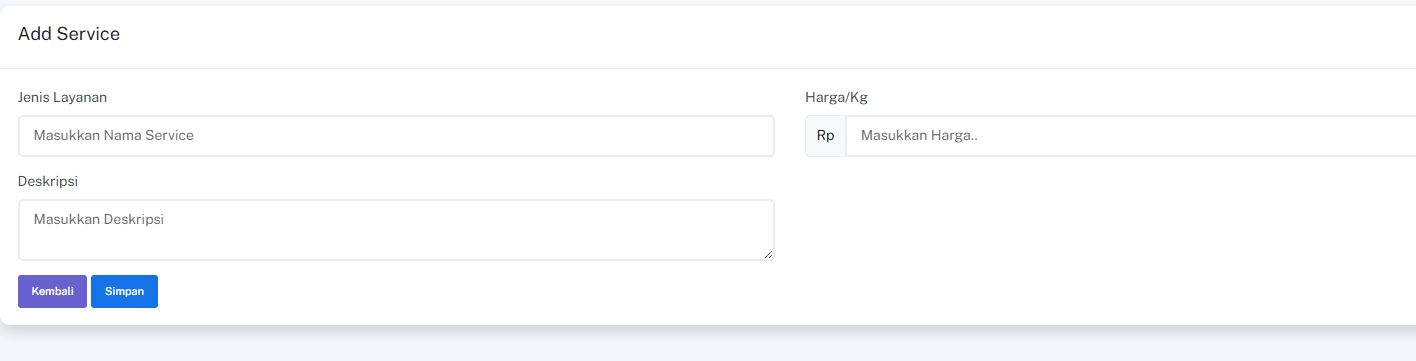 Add Service
Jenis Layanan
Masukkan Nama Service
Harga/Kg
Rp
Masukkan Harga..
Deskripsi
Masukkan Deskripsi
Kembali
Simpan